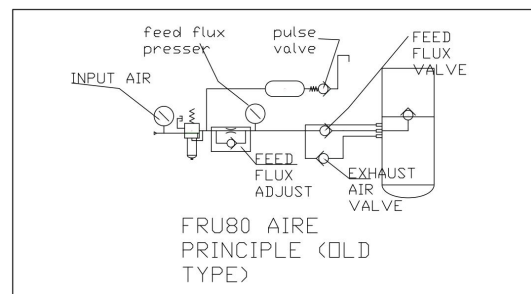 feed flux
presser
pulse
valve
FEED
FLUX
VALVE
INPUT AIR
FEED
FLUX
ADJUST
EXHAUST
AIR
VALVE
FRU80 AIRE
PRINCIPLE (OLD
TYPE)